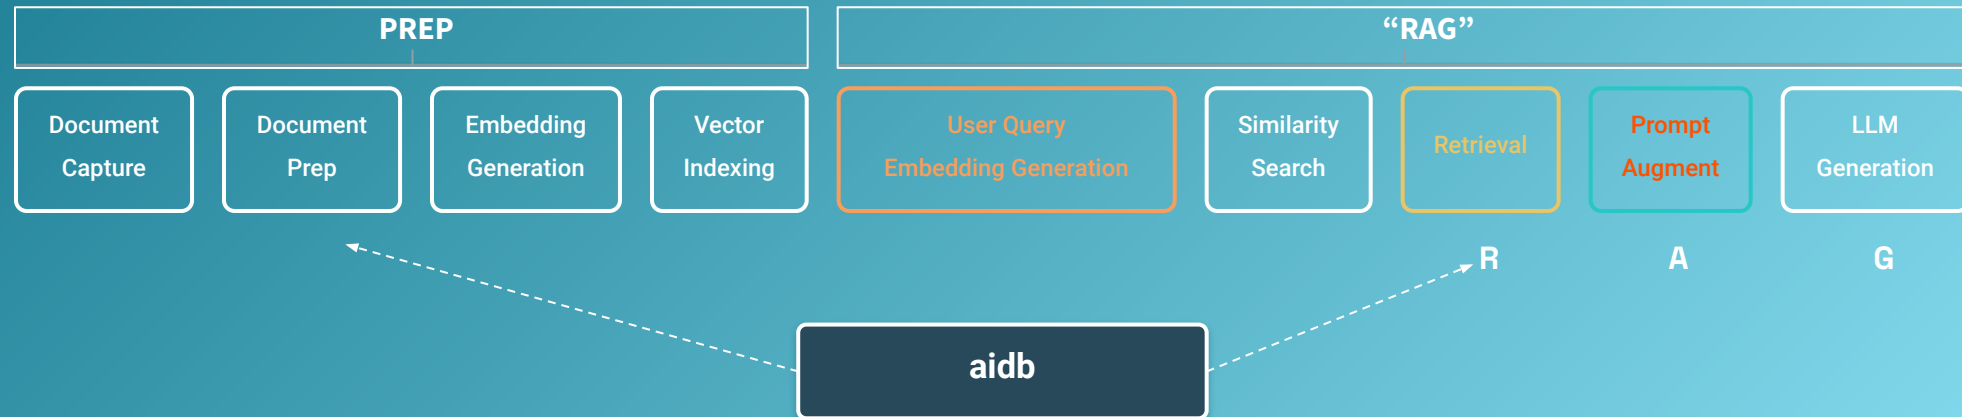 PREP
“RAG”
Document
Capture
Document
Prep
Embedding
Generation
Vector
Indexing
User Query
Embedding Generation
Similarity
Search
Retrieval
Prompt
Augment
LLM
Generation
R
A
G
aidb